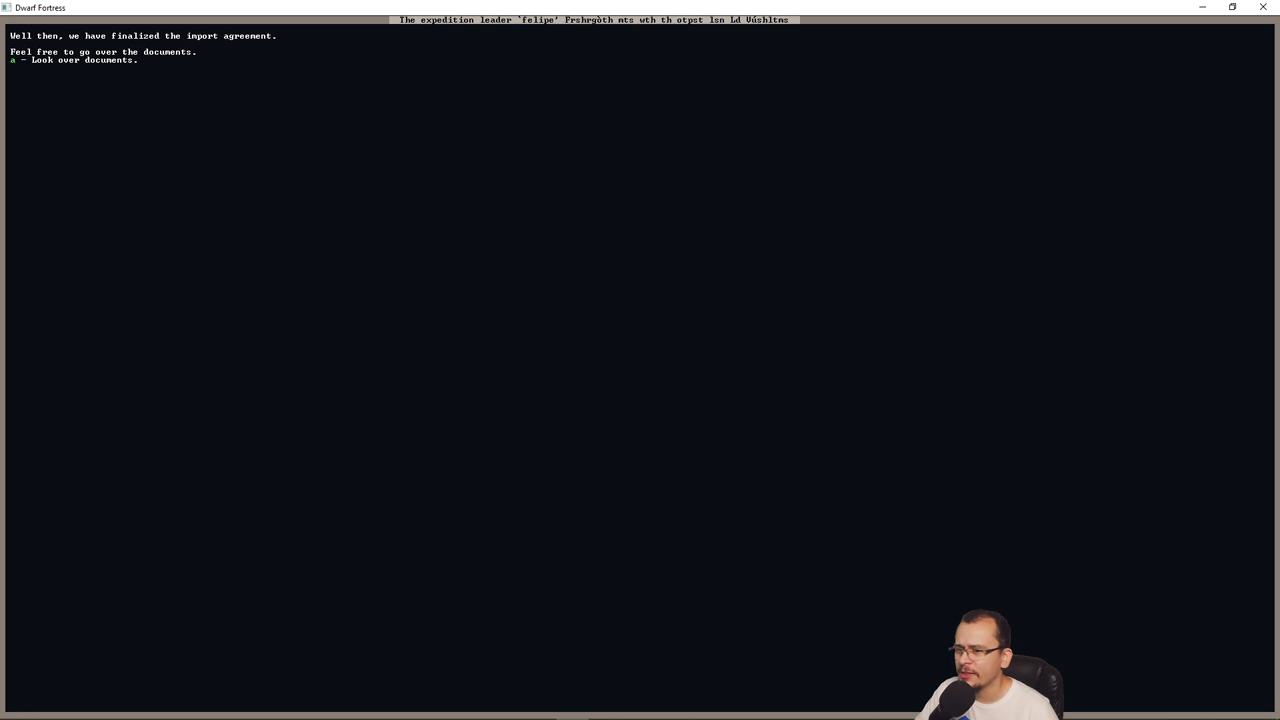 Dwarf Fortress
The expedition leader `felipe' Frshrgòth mts wth th otpst lsn Ld Vúshltms
Well then, we have finalized the import agreement.
Feel free to go over the documents.
a - Look over documents.